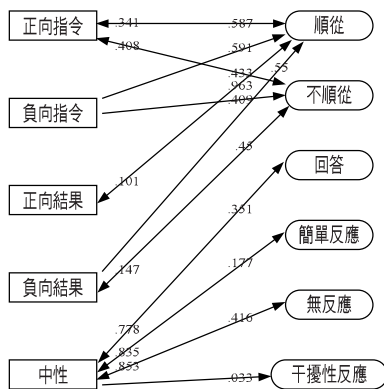 正向指令
.341
.587
順從
.408
.591
.433
.55
.963
負向指令
.409
不順從
.45
回答
.101
正向結果
.351
簡單反應
.177
.147
負向結果
無反應
.416
.778
.835
.853
中性
.033
干擾性反應